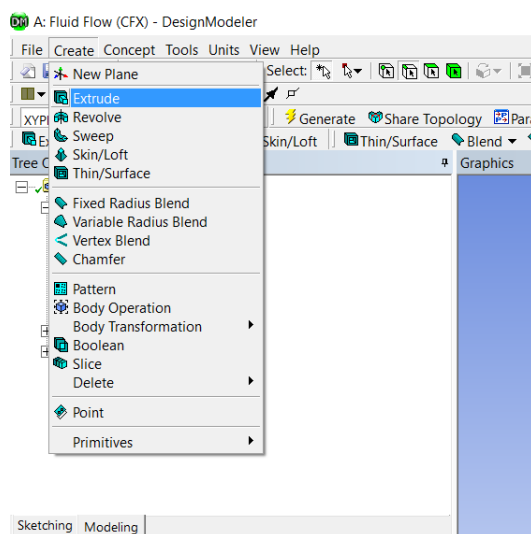 A: Fluid Flow (CFX) - DesignModeler
File Create Concept Tools Units View Help
New Plane Select:
Extrude
XYPl Revolve Generate Share Topology Par
Ex Sweep Skin/Loft Thin/Surface Blend
Skin/Loft
Tree O Thin/Surface Graphics
Fixed Radius Blend
Variable Radius Blend
Vertex Blend
Chamfer
Pattern
Body Operation
Body Transformation
Boolean
Slice
Delete
Point
Primitives
Sketching Modeling